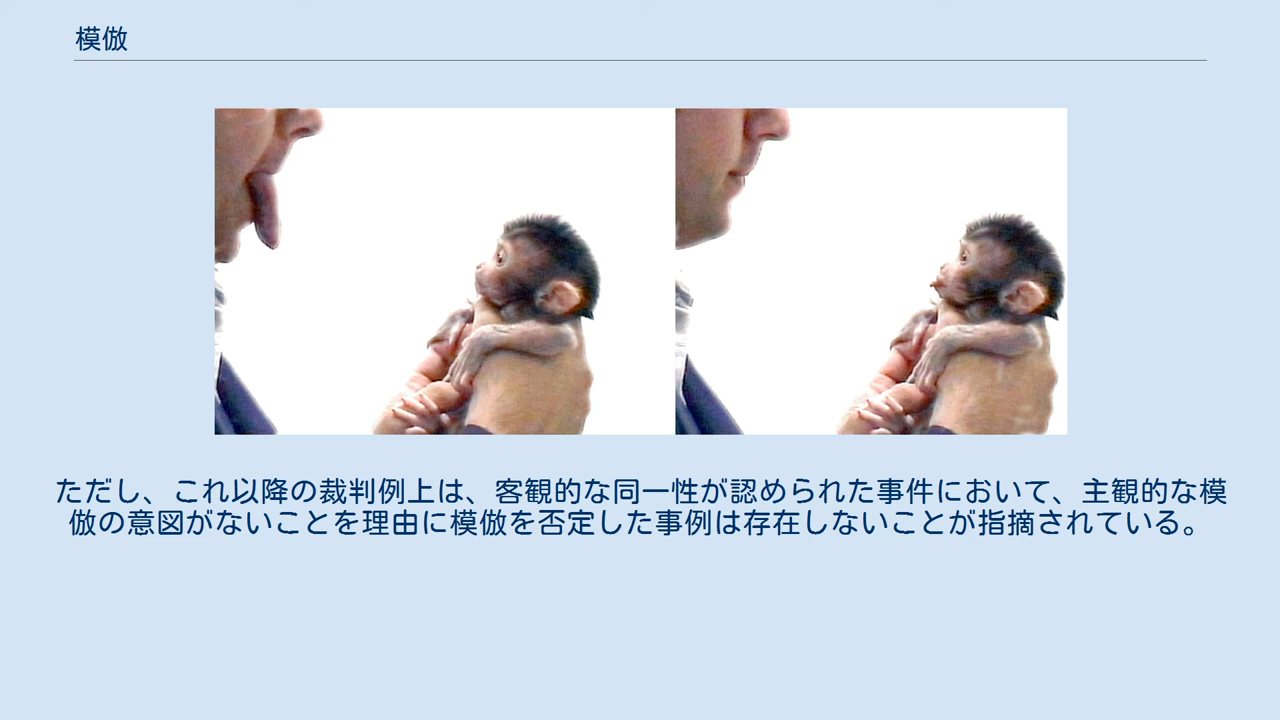 模倣
ただし、これ以降の裁判例上は、客観的な同一性が認められた事件において、主観的な模
倣の意図がないことを理由に模倣を否定した事例は存在しないことが指摘されている。